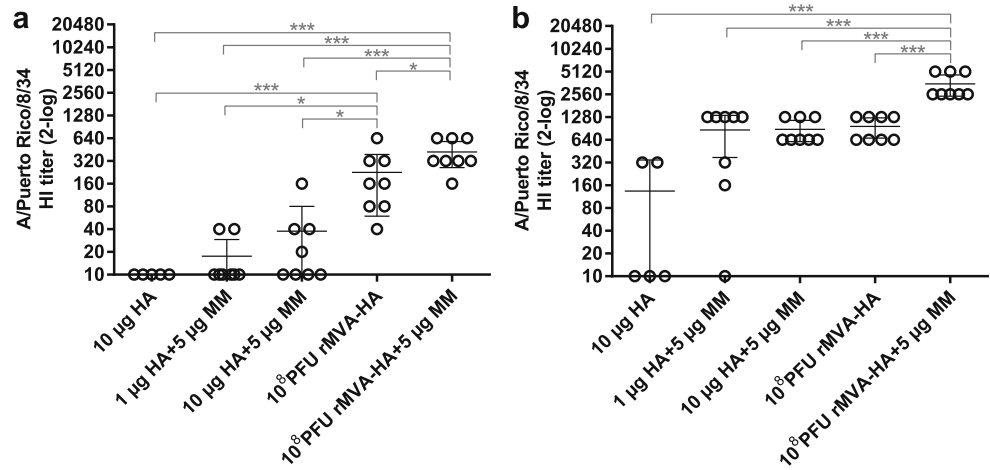 a
A/Puerto Rico/8/34
HI titer (2-log)
20480
10240
5120
2560
1280
640
320
160
80
40
20
10
***
***
***
*
***
*
*
10 µg HA
1 µg HA+5 µg MM
10 µg HA+5 µg MM
10⁸PFU rMVA-HA
10⁸PFU rMVA-HA+5 µg MM
b
A/Puerto Rico/8/34
HI titer (2-log)
20480
10240
5120
2560
1280
640
320
160
80
40
20
10
***
***
***
***
10 µg HA
1 µg HA+5 µg MM
10 µg HA+5 µg MM
10⁸PFU rMVA-HA
10⁸PFU rMVA-HA+5 µg MM